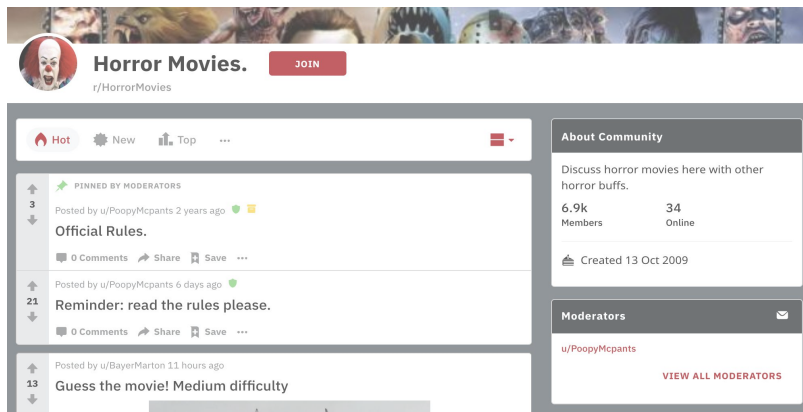 Horror Movies.
JOIN
r/HorrorMovies
Hot New Top ...
PINNED BY MODERATORS
3
Posted by u/PoopyMcpants 2 years ago
Official Rules.
0 Comments Share Save ...
Posted by u/PoopyMcpants 6 days ago
21
Reminder: read the rules please.
0 Comments Share Save ...
Posted by u/BayerMarton 11 hours ago
13
Guess the movie! Medium difficulty
About Community
Discuss horror movies here with other
horror buffs.
6.9k 34
Members Online
Created 13 Oct 2009
Moderators
u/PoopyMcpants
VIEW ALL MODERATORS